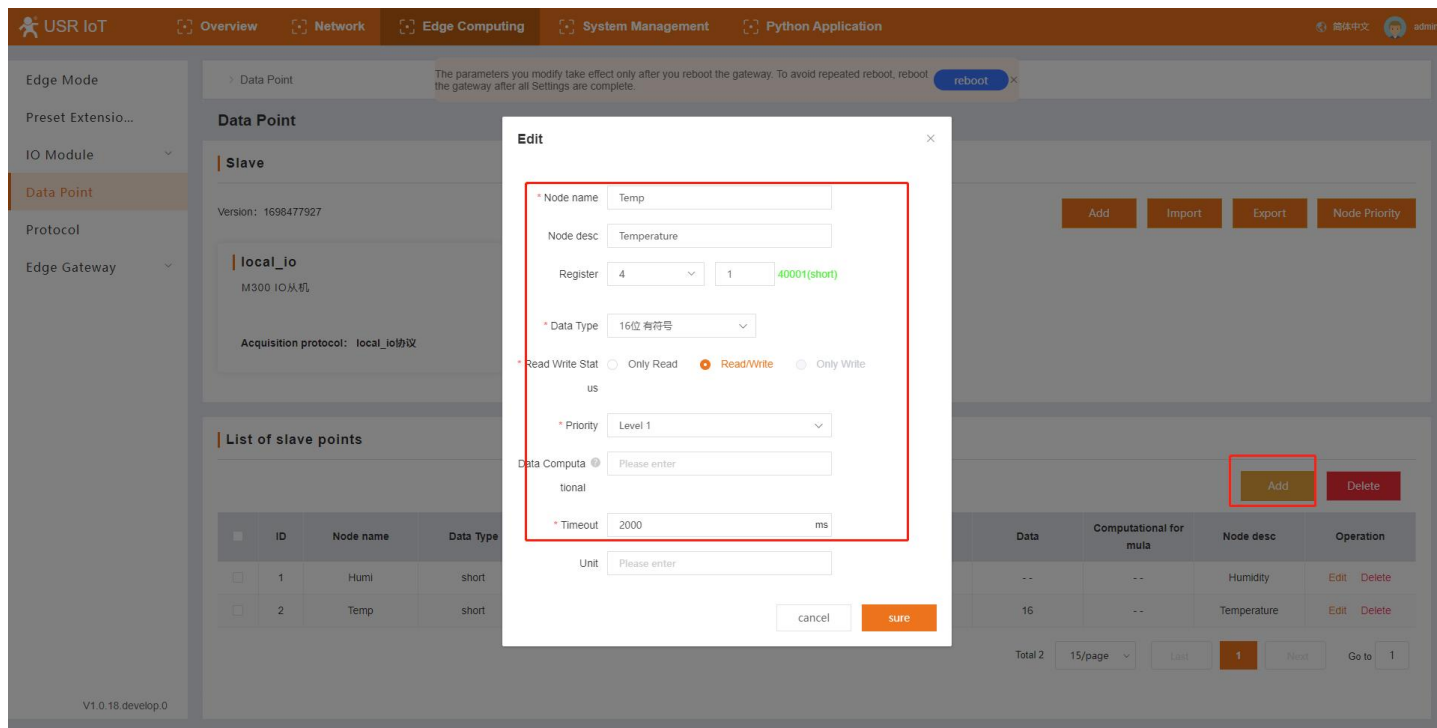 USR IoT
Overview
Network
Edge Computing
System Management
Python Application
简体中文
admin
Edge Mode
Preset Extensio...
IO Module
Data Point
Protocol
Edge Gateway
V1.0.18.develop.0
> Data Point
The parameters you modify take effect only after you reboot the gateway. To avoid repeated reboot, reboot
the gateway after all Settings are complete.
reboot
Data Point
Slave
Version: 1698477927
Add
Import
Export
Node Priority
local_io
M300 IO从机
Acquisition protocol: local_io协议
Edit
* Node name Temp
Node desc Temperature
Register 4 1 40001(short)
* Data Type 16位 有符号
* Read Write Stat
us
Only Read Read/Write Only Write
* Priority Level 1
Data Computa
tional
Please enter
* Timeout 2000 ms
Unit Please enter
cancel
sure
List of slave points
Add
Delete
ID Node name Data Type Data Computational for
mula Node desc Operation
1 Humi short -- -- Humidity Edit Delete
2 Temp short 16 -- Temperature Edit Delete
Total 2 15/page Last 1 Next Go to 1